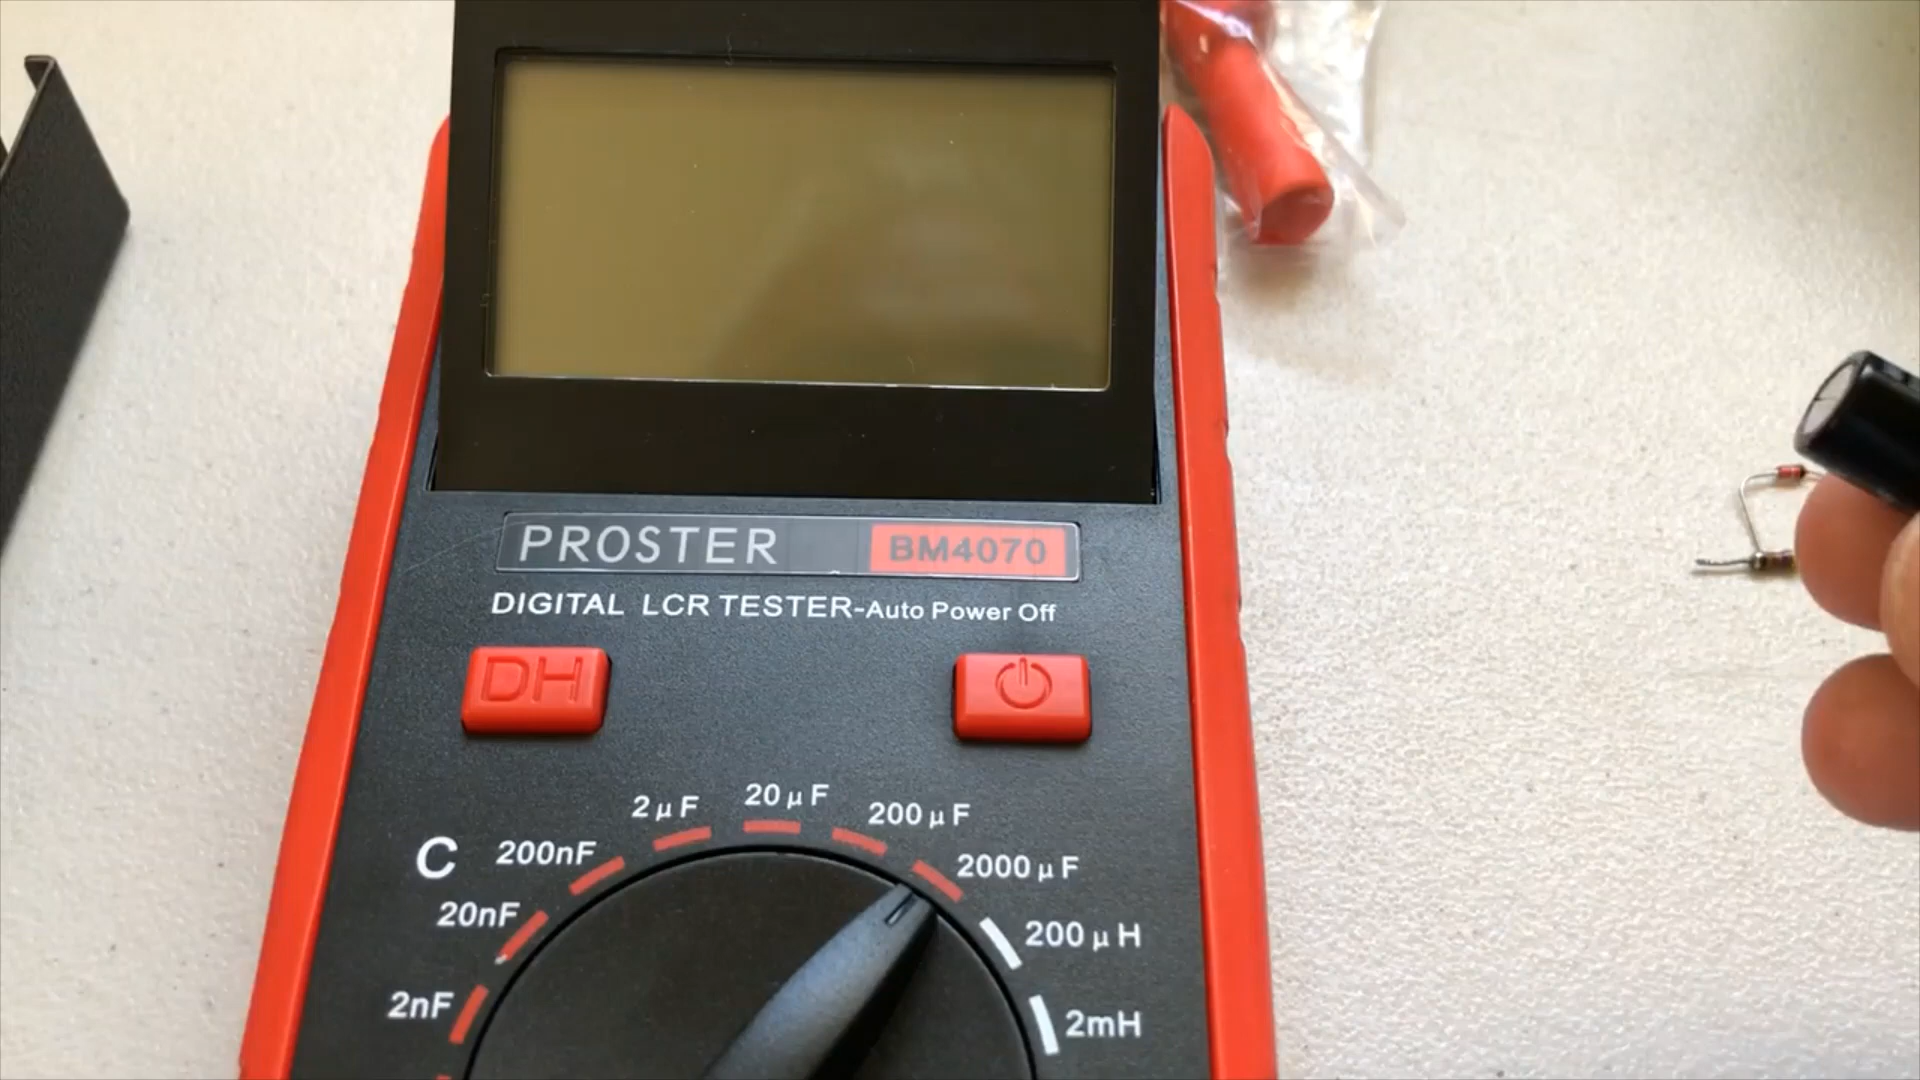 PROSTER BM4070
DIGITAL LCR TESTER-Auto Power Off
DH
2μF
20μF
200μF
C
200nF
2000μF
20nF
200μH
2nF
2mH